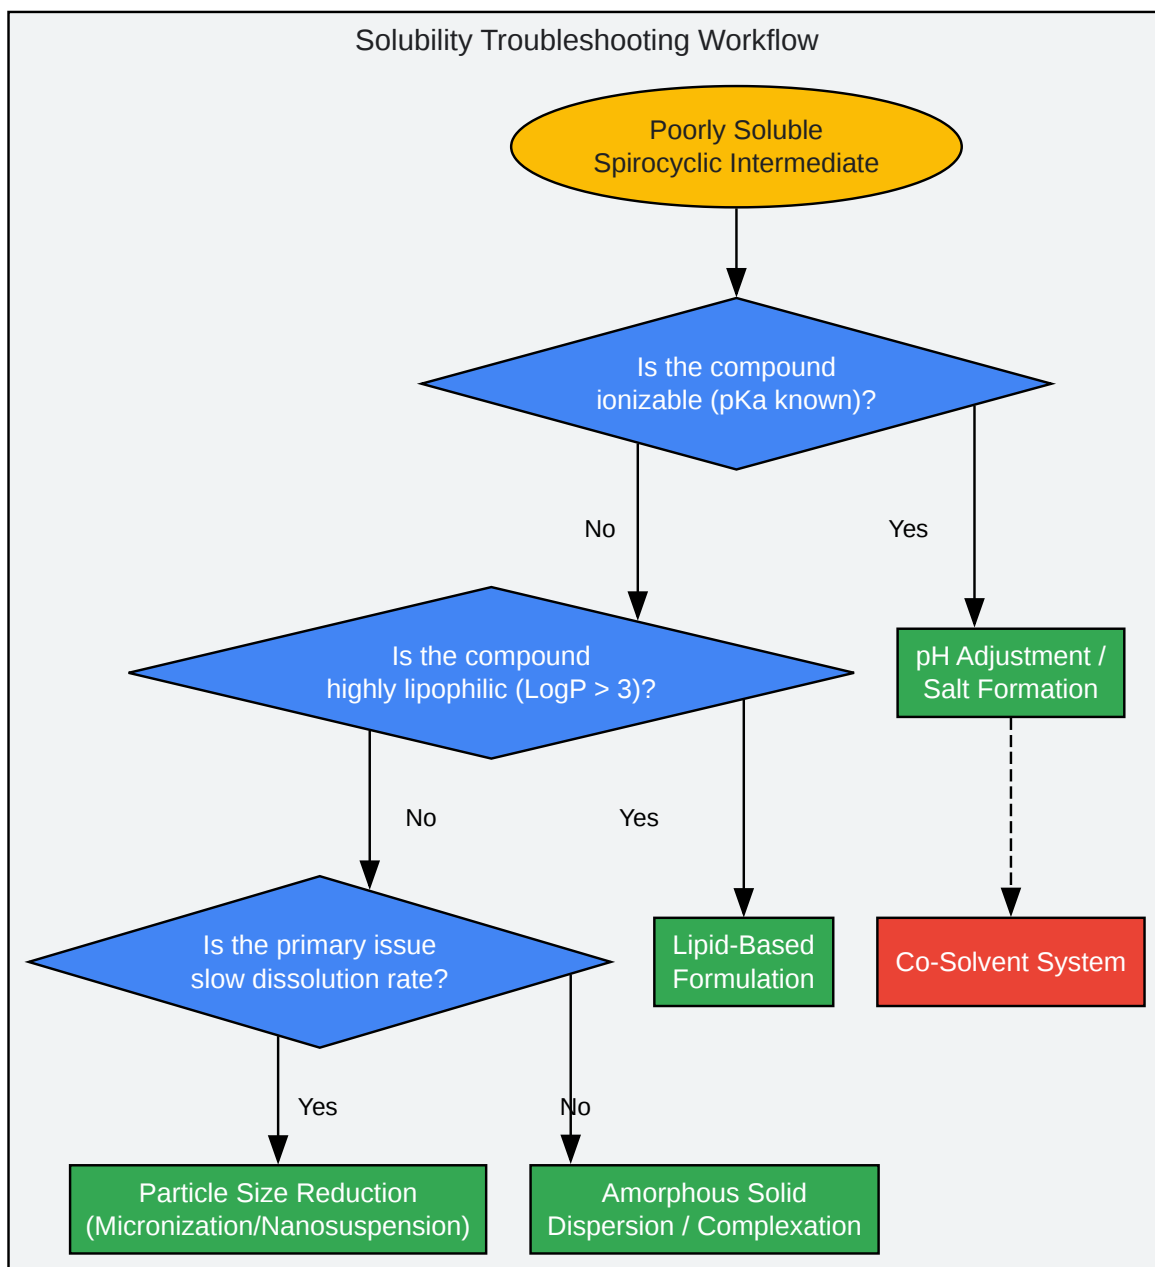 Solubility Troubleshooting Workflow
Poorly Soluble
Spirocyclic Intermediate
Is the compound
ionizable (pKa known)?
No
Yes
Is the compound
highly lipophilic (LogP > 3)?
pH Adjustment /
Salt Formation
No
Yes
Is the primary issue
slow dissolution rate?
Lipid-Based
Formulation
Co-Solvent System
Yes
No
Particle Size Reduction
(Micronization/Nanosuspension)
Amorphous Solid
Dispersion / Complexation